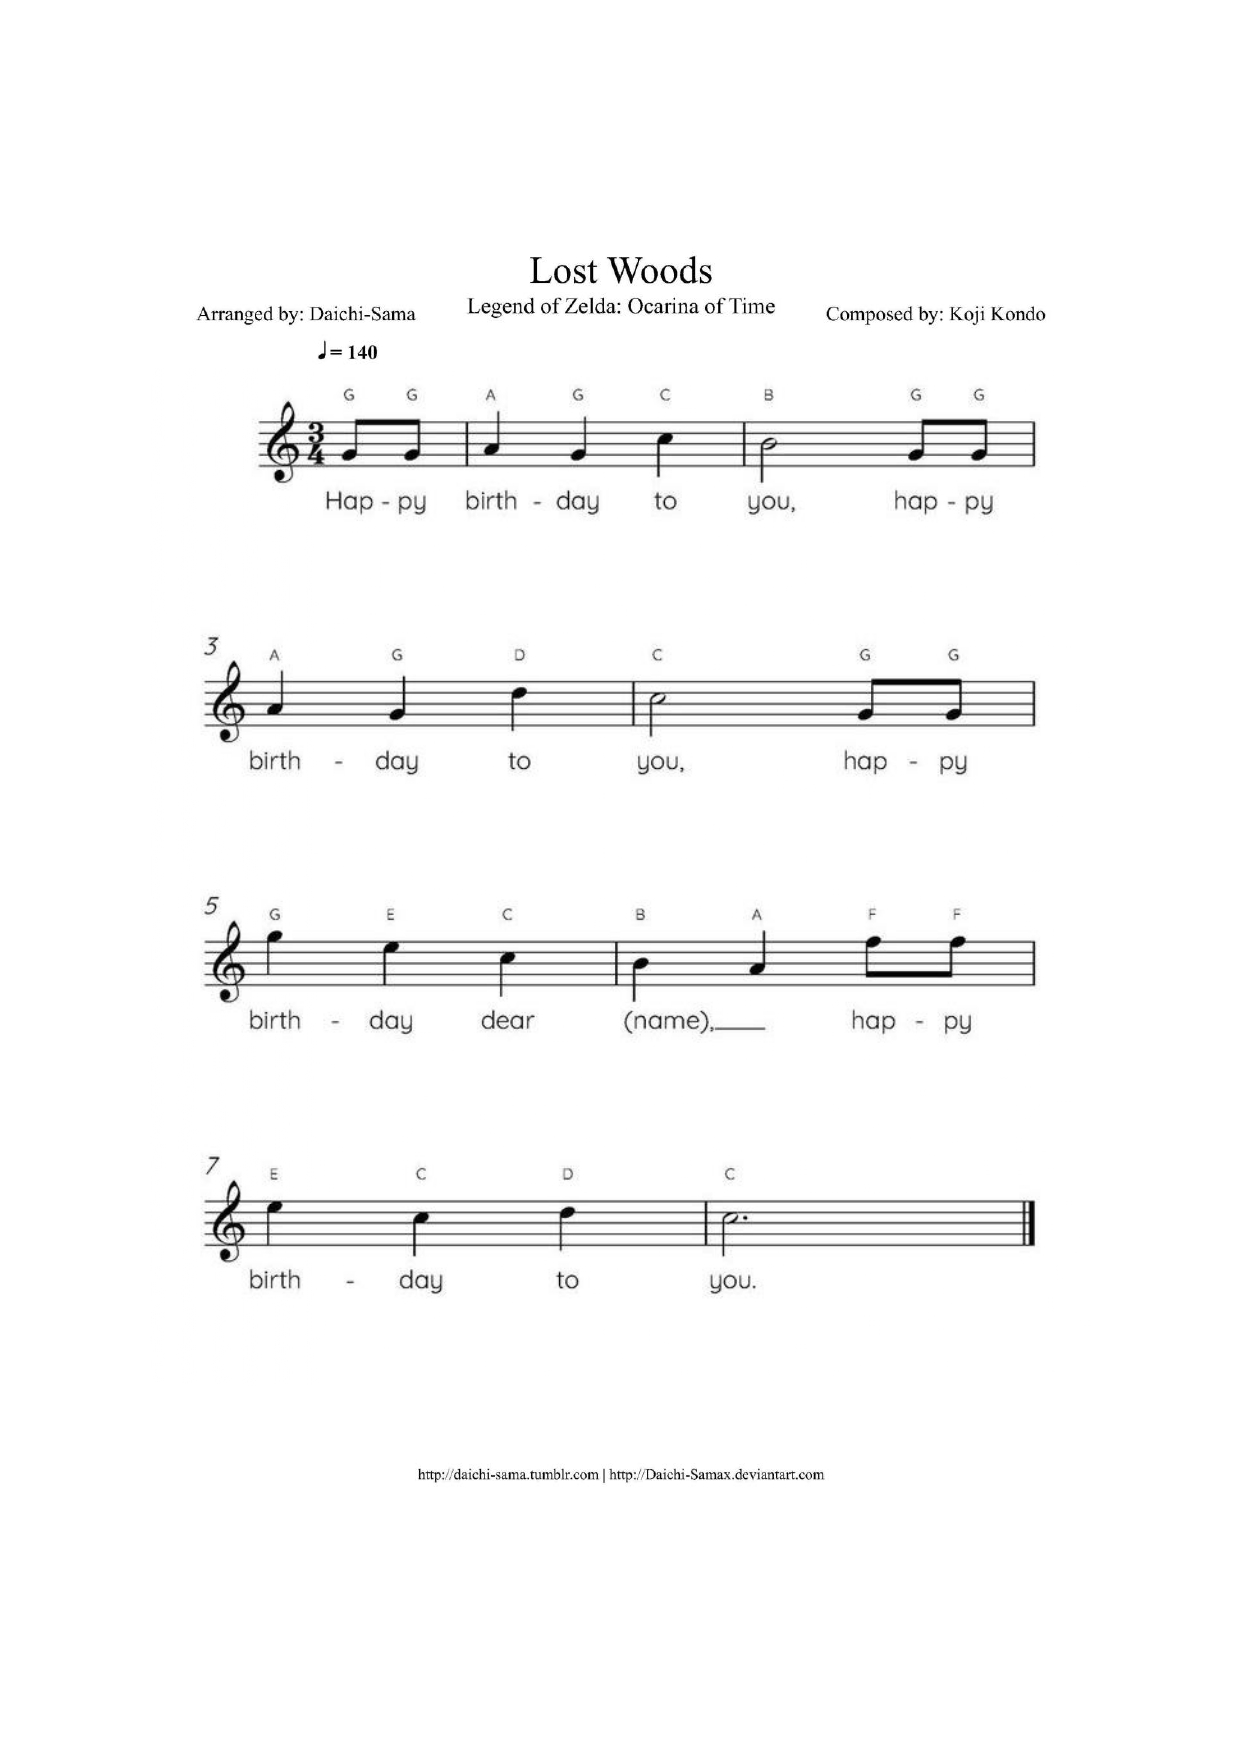 Lost Woods
Legend of Zelda: Ocarina of Time
Arranged by: Daichi-Sama
Composed by: Koji Kondo
♩= 140
G G A G C B G G
3
4
Hap - py birth - day to you, hap - py
3
A G D C G G
birth - day to you, hap - py
5
G E C B A F F
birth - day dear (name),___ hap - py
7
E C D C
birth - day to you.
http://daichi-sama.tumblr.com | http://Daichi-Samax.deviantart.com